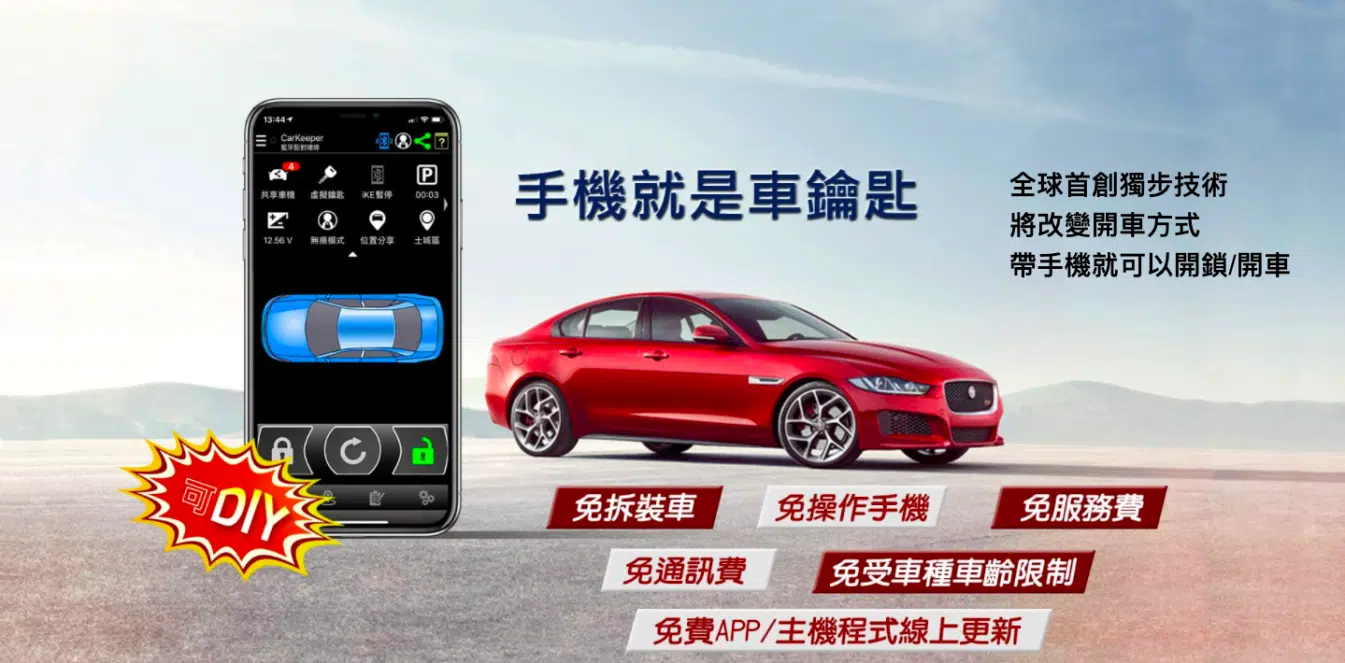 13:44
CarKeeper
藍牙配對連線
4
共享車機
虛擬鑰匙
iKE暫停
00:03
12.56 V
無痕模式
位置分享
土城區
手機就是車鑰匙
全球首創獨步技術
將改變開車方式
帶手機就可以開鎖/開車
可DIY
免拆裝車
免操作手機
免服務費
免通訊費
免受車種車齡限制
免費APP/主機程式線上更新